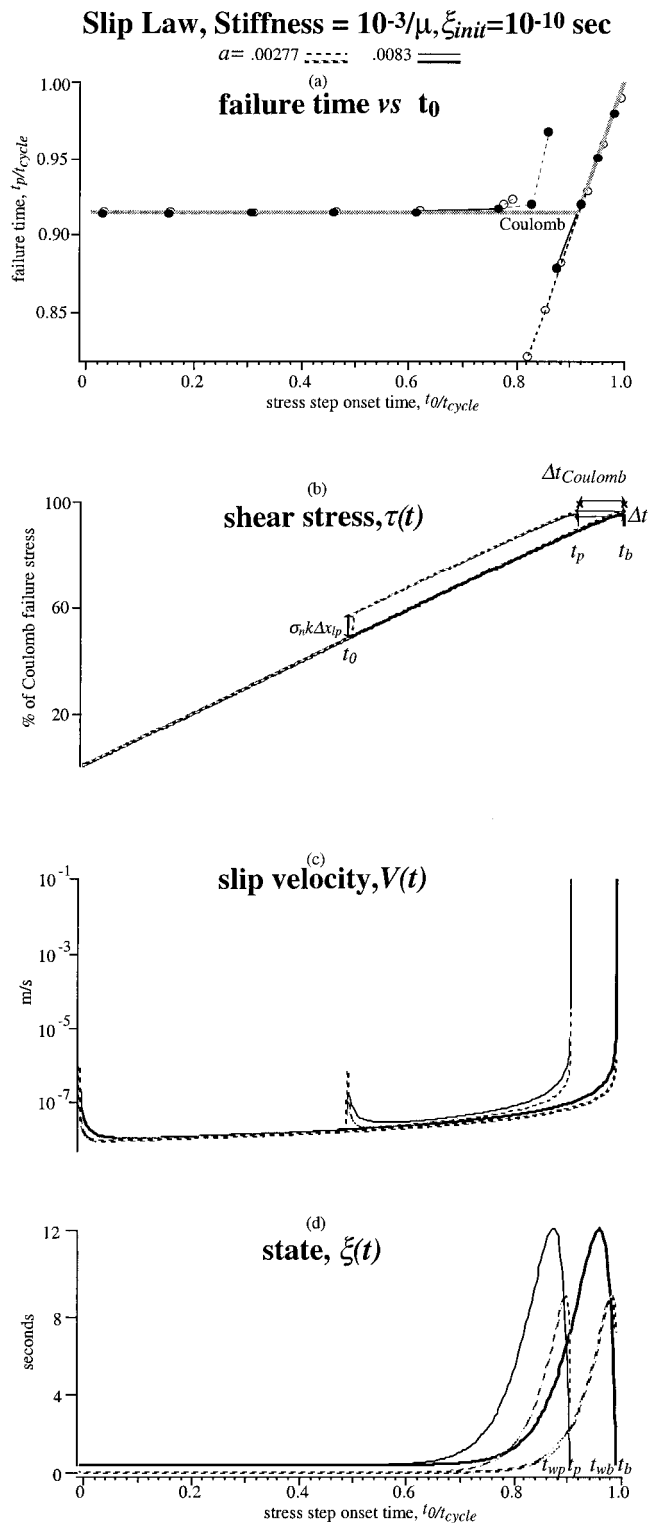 Slip Law, Stiffness = 10⁻³/μ, ξinit=10⁻¹⁰ sec
a= .00277 .0083
(a)
failure time vs t₀
1.00
0.95
0.90
0.85
failure time, tp/tcycle
Coulomb
0 0.2 0.4 0.6 0.8 1.0
stress step onset time, t0/tcycle
(b)
shear stress,τ(t)
ΔtCoulomb
Δt
100
60
20
% of Coulomb failure stress
tp tb
σnkΔxlp
t0
(c)
slip velocity,V(t)
10⁻¹
10⁻³
10⁻⁵
10⁻⁷
m/s
(d)
state, ξ(t)
12
8
4
0
seconds
twp tp twb tb
0 0.2 0.4 0.6 0.8 1.0
stress step onset time, t0/tcycle